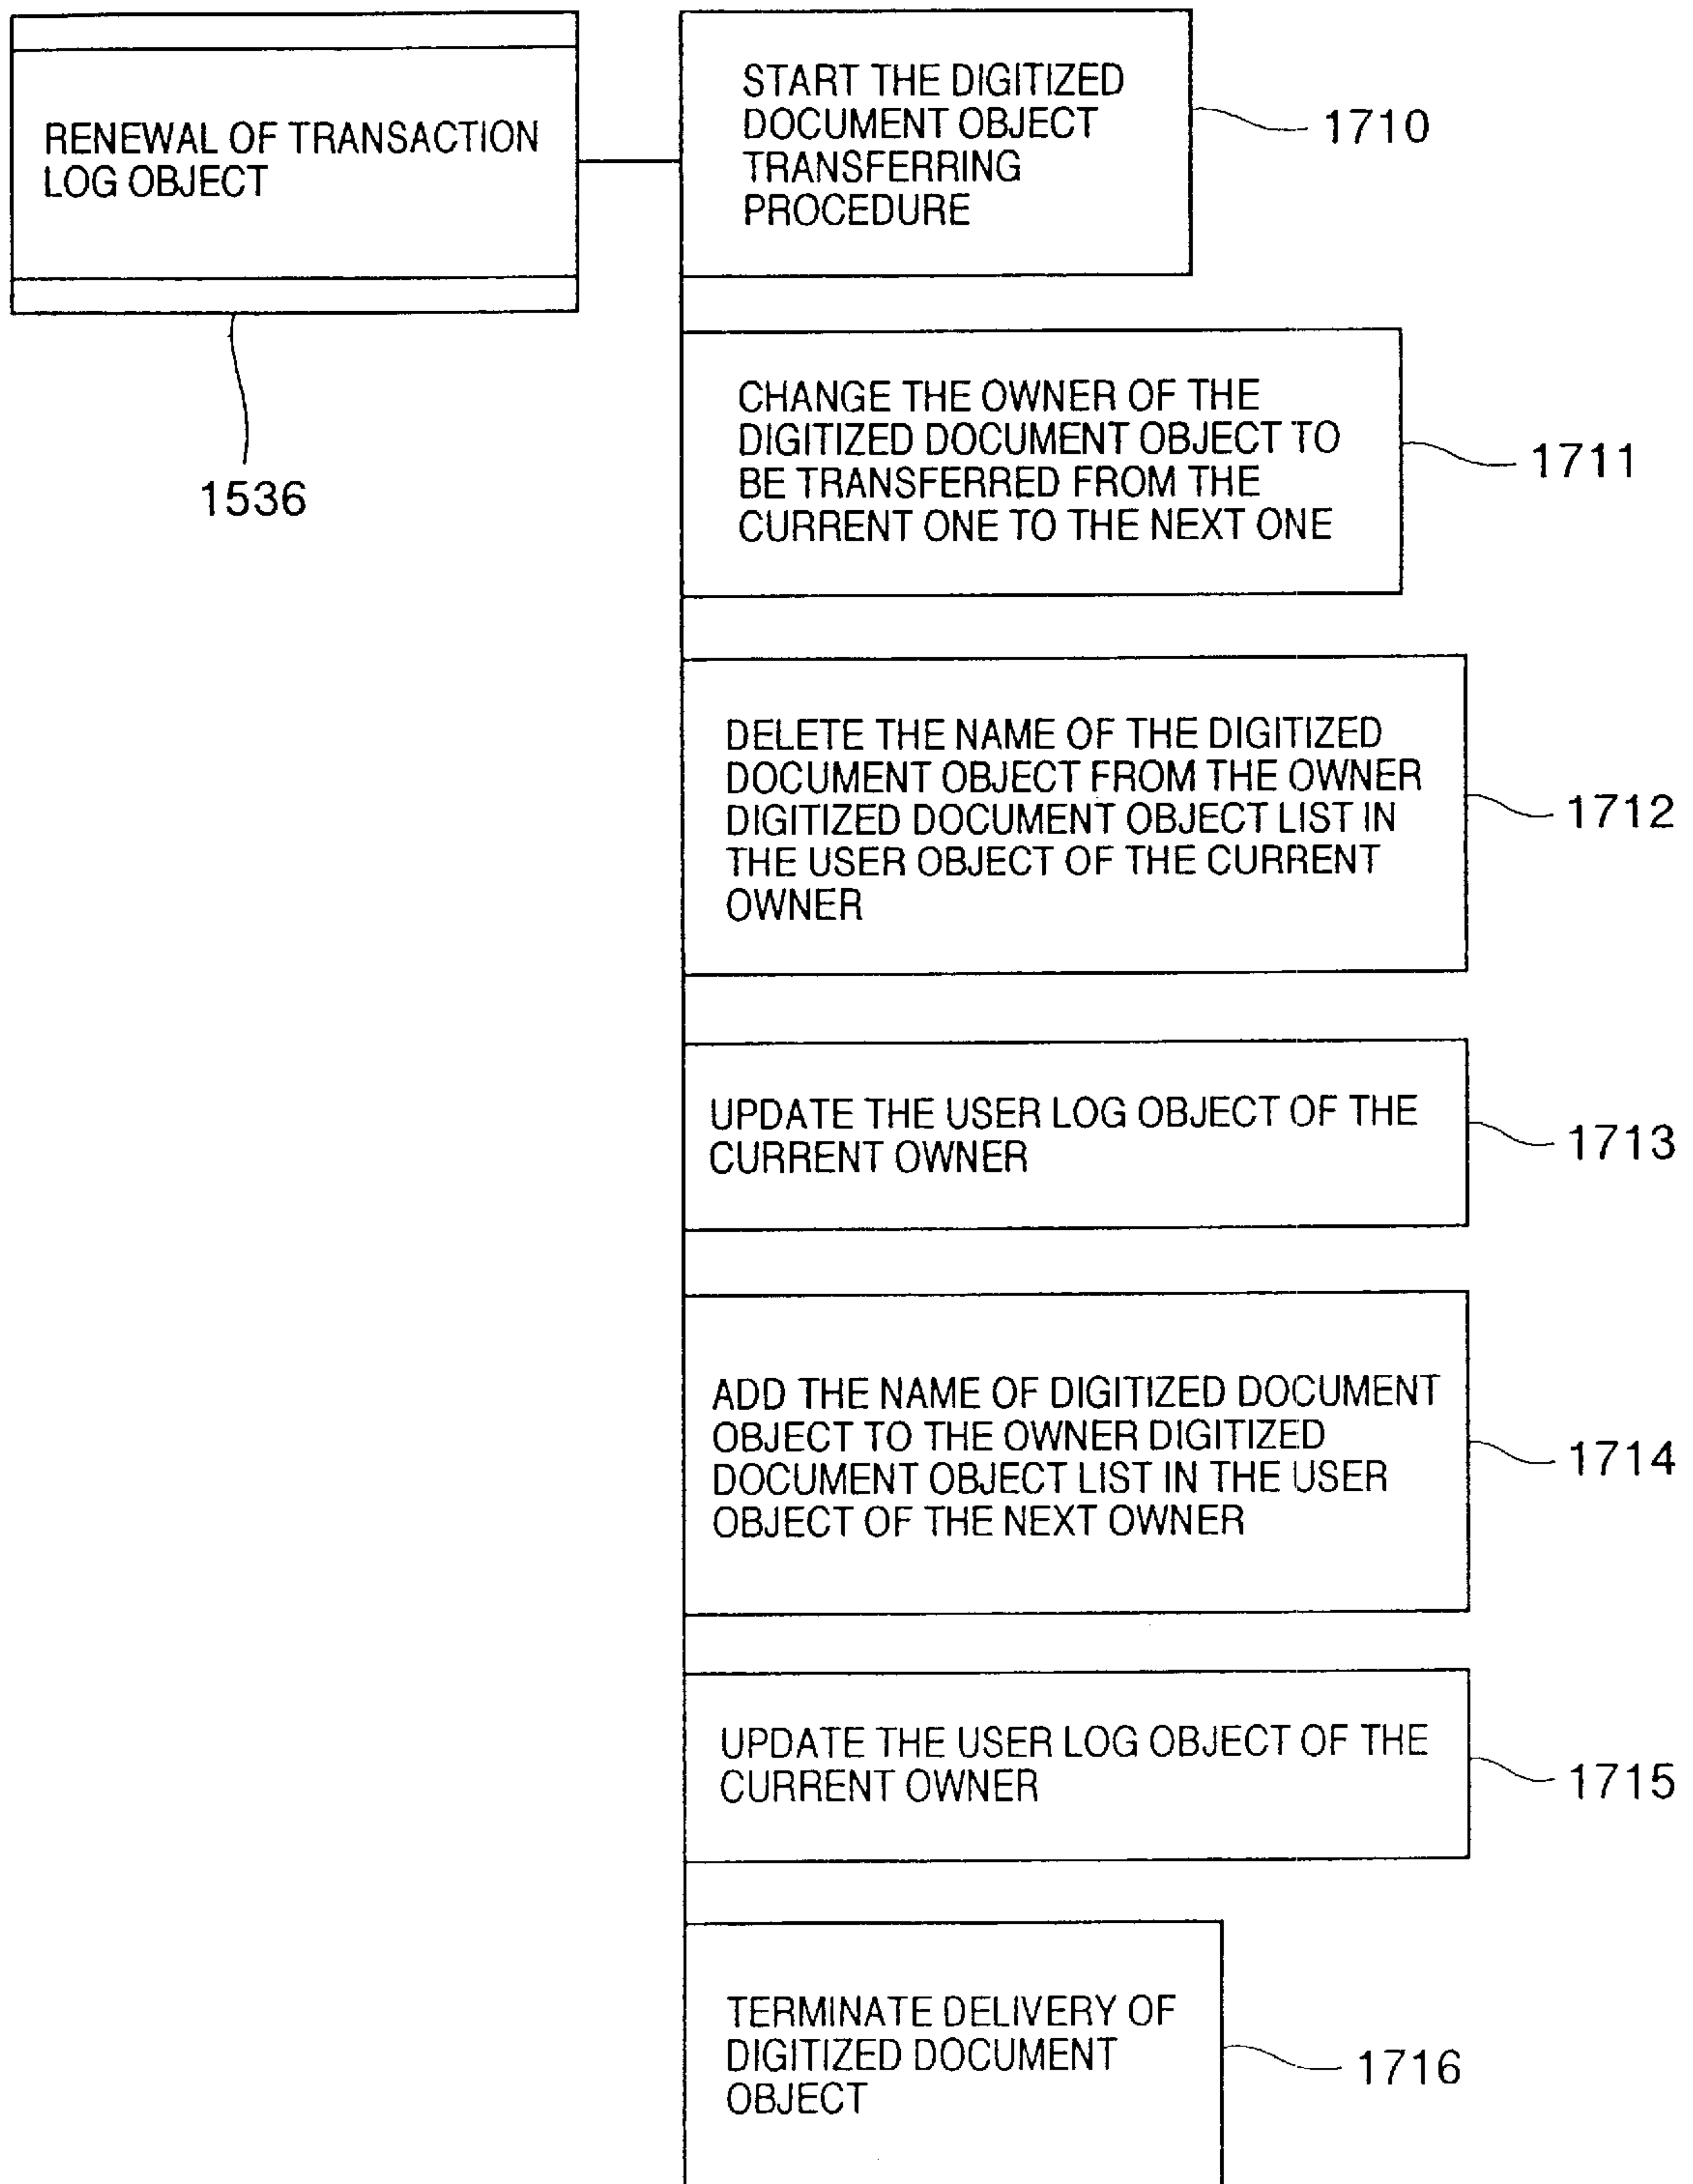 RENEWAL OF TRANSACTION
LOG OBJECT
1536
START THE DIGITIZED
DOCUMENT OBJECT
TRANSFERRING
PROCEDURE
1710
CHANGE THE OWNER OF THE
DIGITIZED DOCUMENT OBJECT TO
BE TRANSFERRED FROM THE
CURRENT ONE TO THE NEXT ONE
1711
DELETE THE NAME OF THE DIGITIZED
DOCUMENT OBJECT FROM THE OWNER
DIGITIZED DOCUMENT OBJECT LIST IN
THE USER OBJECT OF THE CURRENT
OWNER
1712
UPDATE THE USER LOG OBJECT OF THE
CURRENT OWNER
1713
ADD THE NAME OF DIGITIZED DOCUMENT
OBJECT TO THE OWNER DIGITIZED
DOCUMENT OBJECT LIST IN THE USER
OBJECT OF THE NEXT OWNER
1714
UPDATE THE USER LOG OBJECT OF THE
CURRENT OWNER
1715
TERMINATE DELIVERY OF
DIGITIZED DOCUMENT
OBJECT
1716